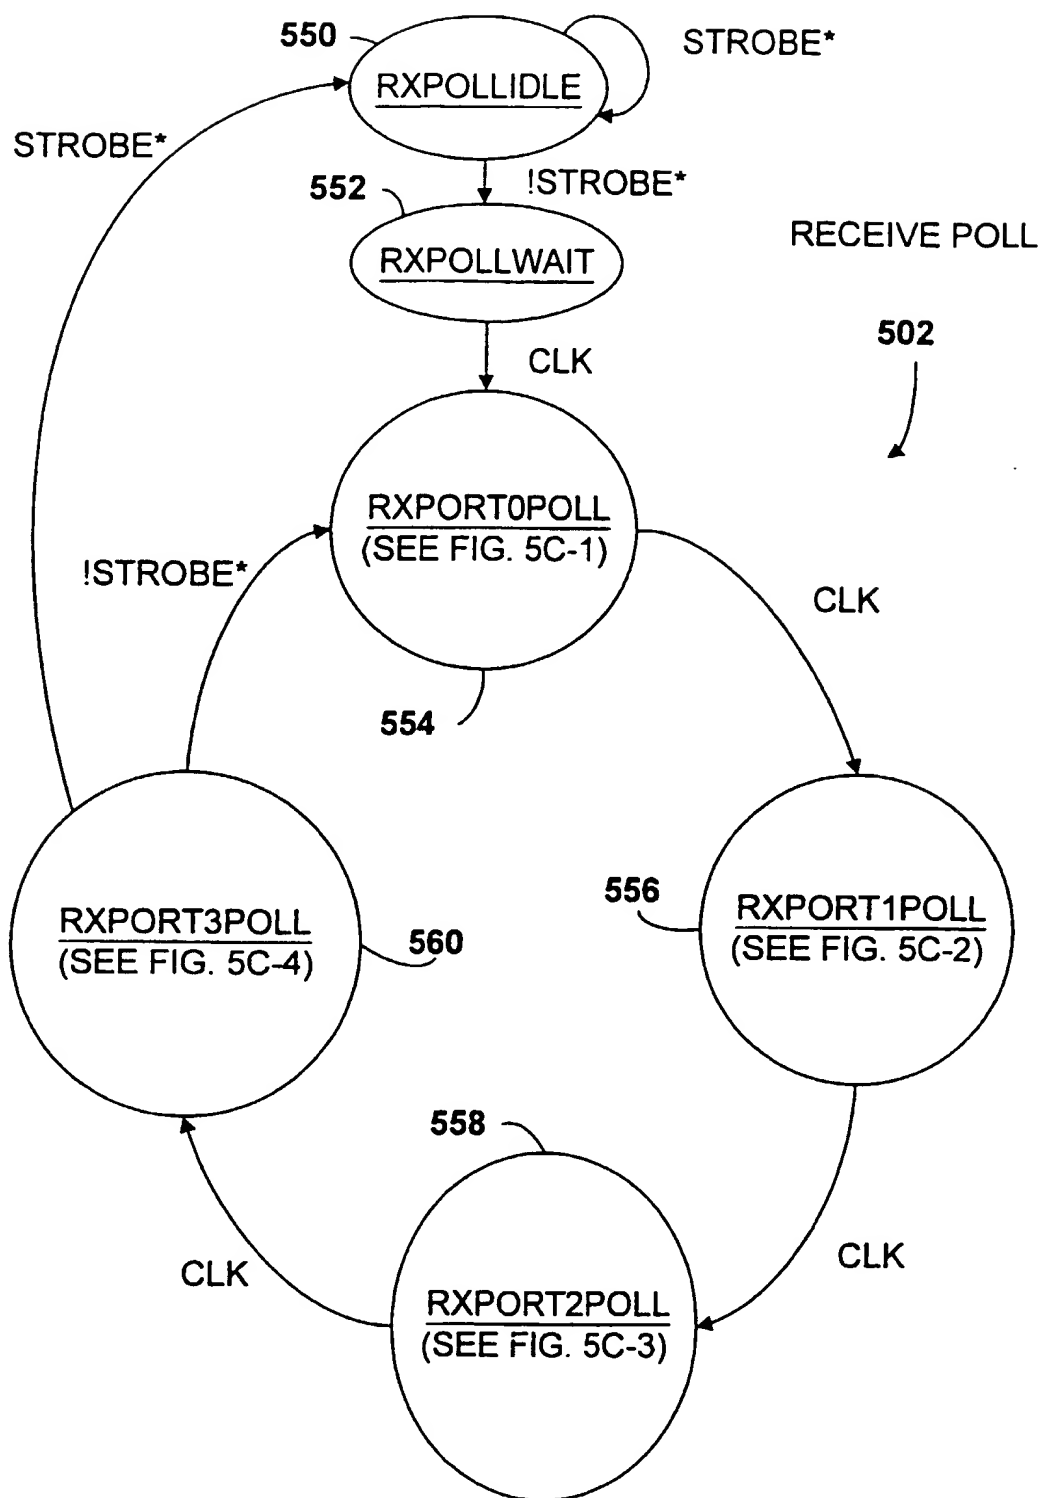 550
STROBE*
RXPOLLIDLE
STROBE*
!STROBE*
552
RECEIVE POLL
RXPOLLWAIT
502
CLK
RXPORT0POLL
(SEE FIG. 5C-1)
!STROBE*
CLK
554
556
RXPORT1POLL
(SEE FIG. 5C-2)
RXPORT3POLL
(SEE FIG. 5C-4)
560
558
CLK
CLK
RXPORT2POLL
(SEE FIG. 5C-3)